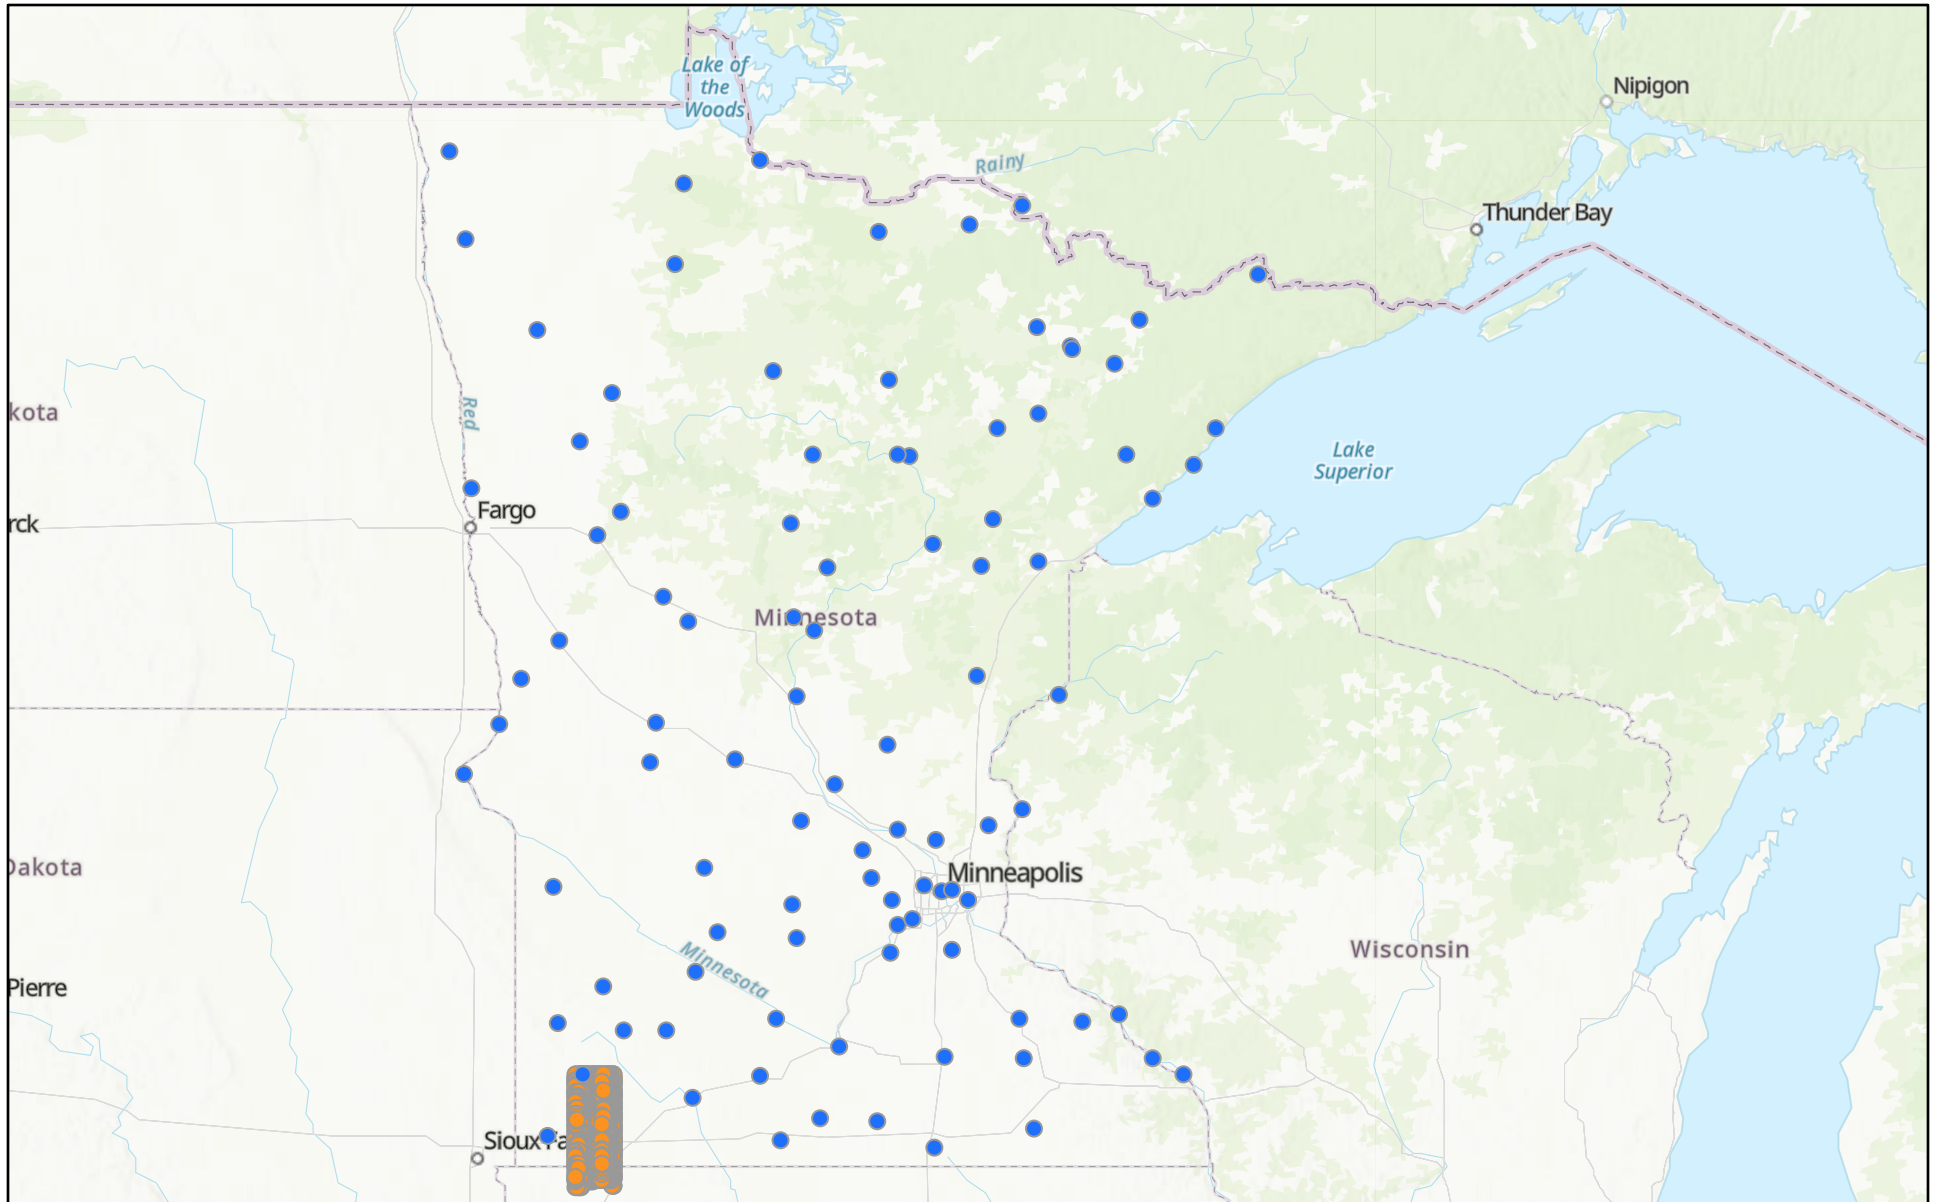 Lake of
the
Woods
Nipigon
Rainy
Thunder Bay
kota
Red
Lake
Superior
Fargo
rck
Minnesota
Dakota
Minneapolis
Wisconsin
Minnesota
Pierre
Sioux Fa